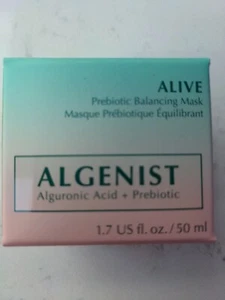 ALIVE
Prebiotic Balancing Mask
Masque Prébiotique Équilibrant
ALGENIST
Alguronic Acid + Prebiotic
1.7 US fl. oz. / 50 ml